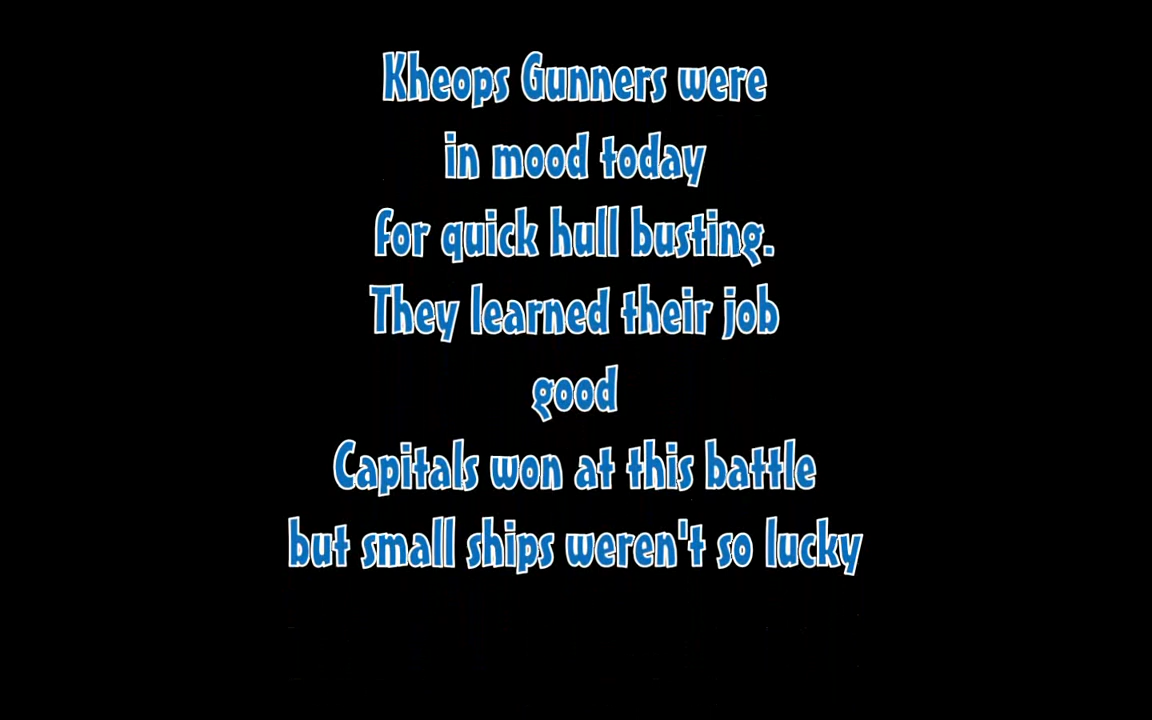 Kheops Gunners were
in mood today
for quick hull busting.
They learned their job
good
Capitals won at this battle
but small ships weren't so lucky